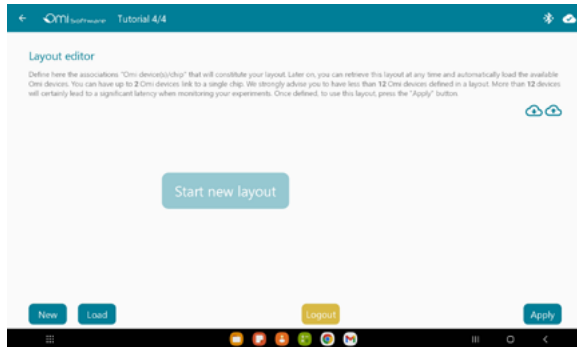 Omi Software Tutorial 4/4
Layout editor
Define here the associations "Omi device(s)/chip" that will constitute your layout. Later on, you can retrieve this layout at any time and automatically load the available
Omi devices. You can have up to 2 Omi devices link to a single chip. We strongly advise you to have less than 12 Omi devices defined in a layout. More than 12 devices
will certainly lead to a significant latency when monitoring your experiments. Once defined, to use this layout, press the "Apply" button.
Start new layout
New Load Logout Apply